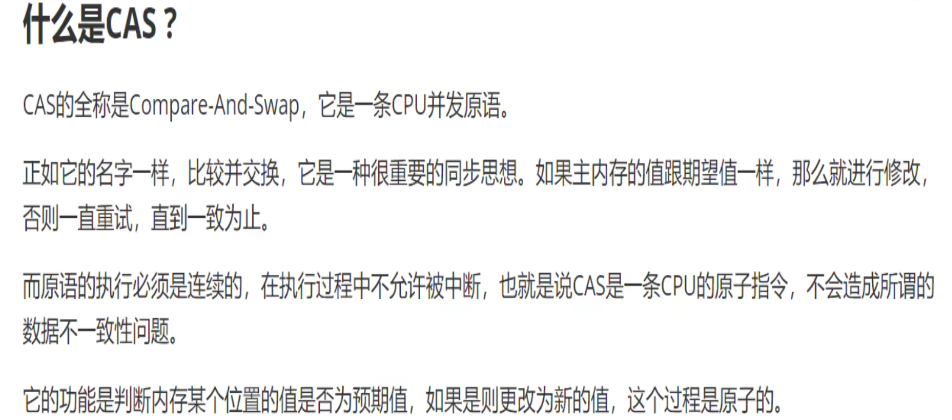 什么是CAS？
CAS的全称是Compare-And-Swap，它是一条CPU并发原语。
正如它的名字一样，比较并交换，它是一种很重要的同步思想。如果主内存的值跟期望值一样，那么就进行修改，
否则一直重试，直到一致为止。
而原语的执行必须是连续的，在执行过程中不允许被中断，也就是说CAS是一条CPU的原子指令，不会造成所谓的
数据不一致性问题。
它的功能是判断内存某个位置的值是否为预期值，如果是则更改为新的值，这个过程是原子的。